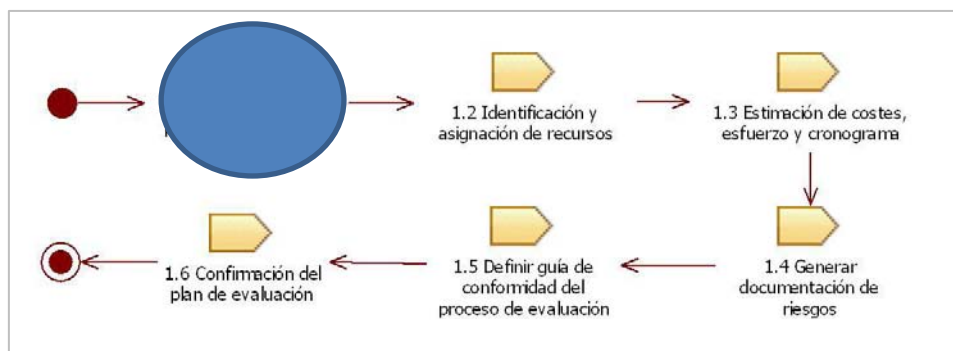 1.2 Identificación y
asignación de recursos
1.3 Estimación de costes,
esfuerzo y cronograma
1.4 Generar
documentación de
riesgos
1.5 Definir guía de
conformidad del
proceso de evaluación
1.6 Confirmación del
plan de evaluación